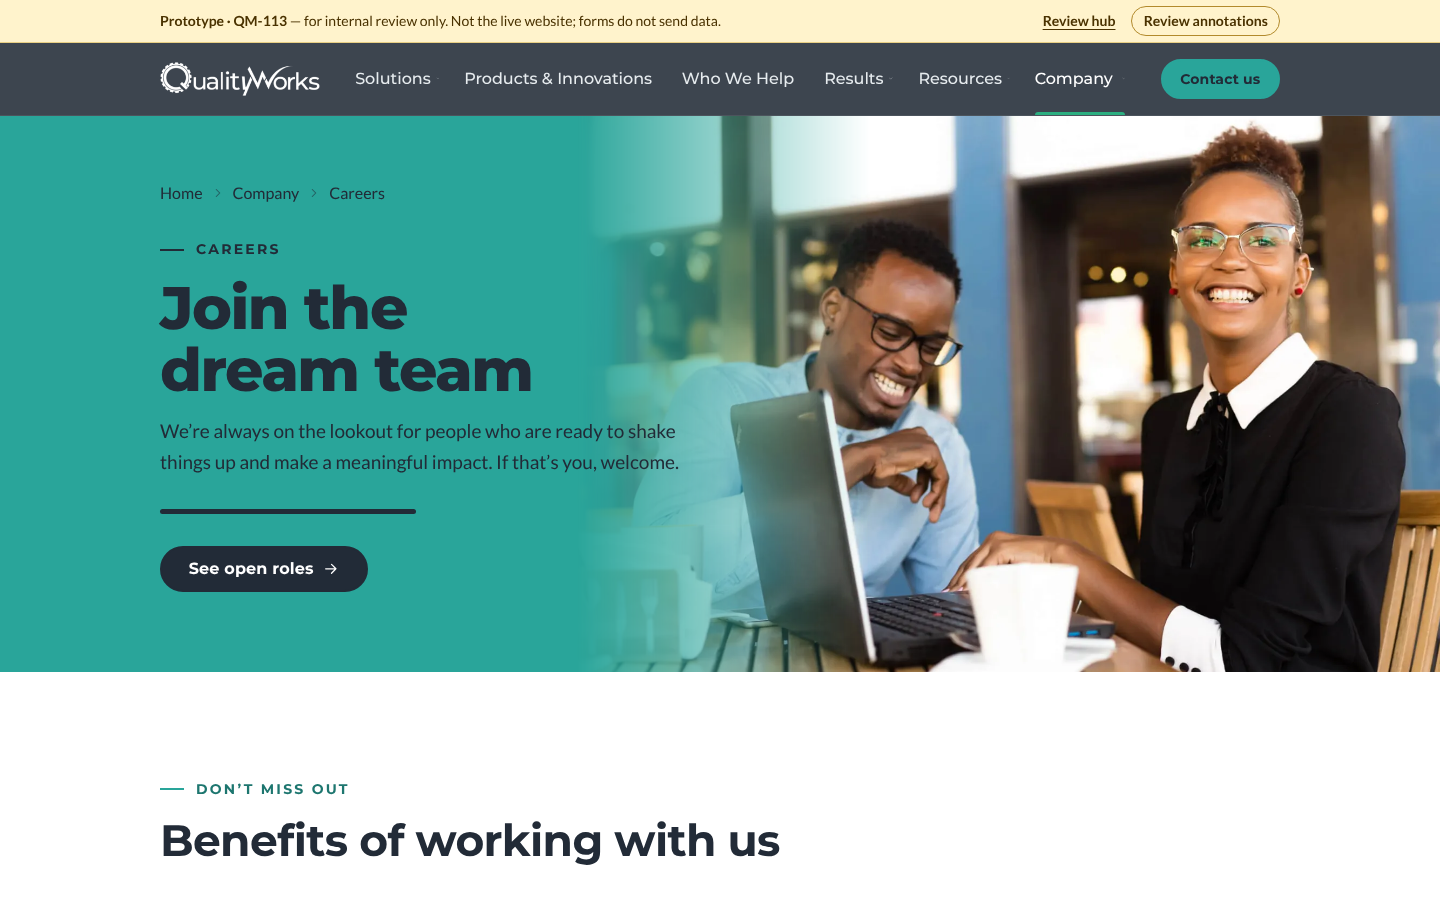 Prototype · QM-113 — for internal review only. Not the live website; forms do not send data.
Review hub
Review annotations
QualityWorks
Solutions
Products & Innovations
Who We Help
Results
Resources
Company
Contact us
Home > Company > Careers
CAREERS
Join the
dream team
We’re always on the lookout for people who are ready to shake
things up and make a meaningful impact. If that’s you, welcome.
See open roles →
DON’T MISS OUT
Benefits of working with us